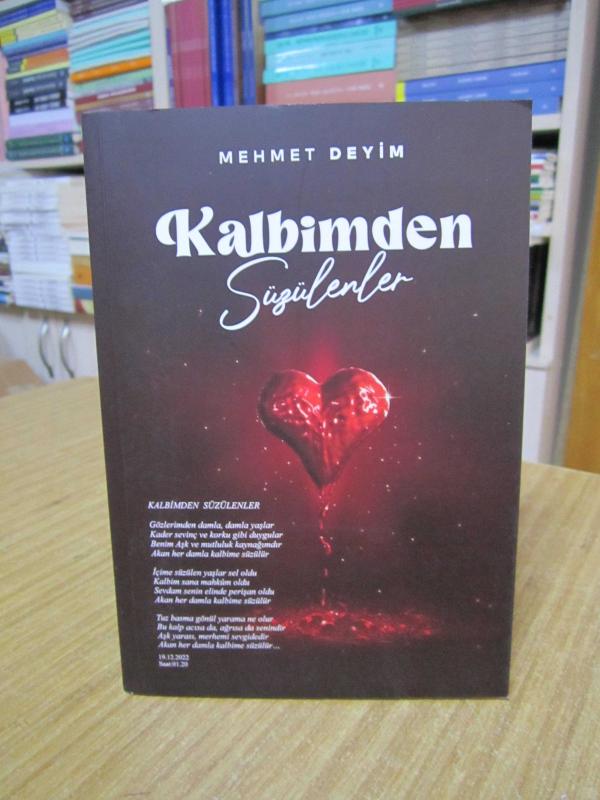 MEHMET DEYİM
Kalbimden
Süzülenler
KALBİMDEN SÜZÜLENLER
Gözlerimden damla, damla yaşlar
Kader sevinç ve korku gibi duygular
Benim Aşk ve mutluluk kaynağımdır
Akan her damla kalbime süzülür
İçime süzülen yaşlar sel oldu
Kalbim sana mahküm oldu
Sevdam senin elinde perişan oldu
Akan her damla kalbime süzülür
Tuz basma gönül yarama ne olur
Bu kalp acısa da, ağrısa da senindir
Aşk yarası, merhemi sevgidedir
Akan her damla kalbime süzülür...
19.12.2022
Saat:01.20